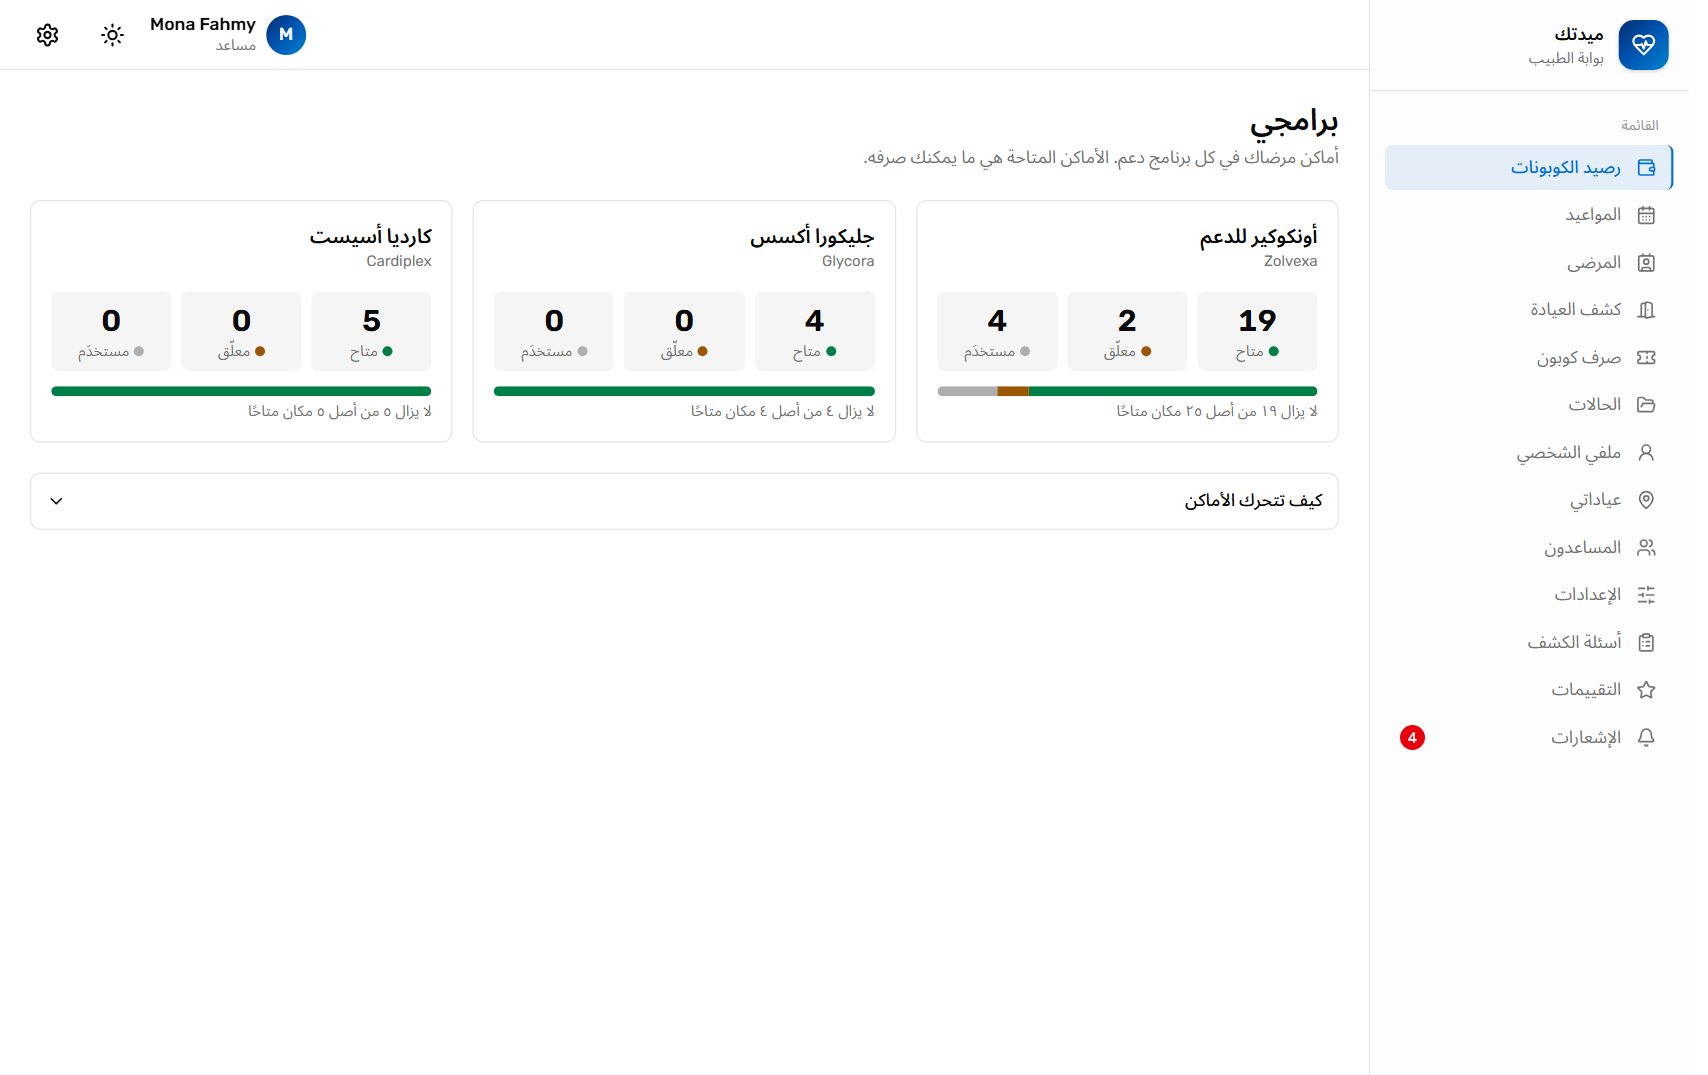 ميدتك
بوابة الطبيب
القائمة
رصيد الكوبونات
المواعيد
المرضى
كشف العيادة
صرف كوبون
الحالات
ملفي الشخصي
عياداتي
المساعدون
الإعدادات
أسئلة الكشف
التقييمات
الإشعارات
4
M
Mona Fahmy
مساعد
برامجي
أماكن مرضاك في كل برنامج دعم. الأماكن المتاحة هي ما يمكنك صرفه.
أونكوكير للدعم
Zolvexa
19
متاح
2
معلّق
4
مستخدَم
لا يزال ١٩ من أصل ٢٥ مكان متاحًا
جليكورا أكسس
Glycora
4
متاح
0
معلّق
0
مستخدَم
لا يزال ٤ من أصل ٤ مكان متاحًا
كارديا أسيست
Cardiplex
5
متاح
0
معلّق
0
مستخدَم
لا يزال ٥ من أصل ٥ مكان متاحًا
كيف تتحرك الأماكن